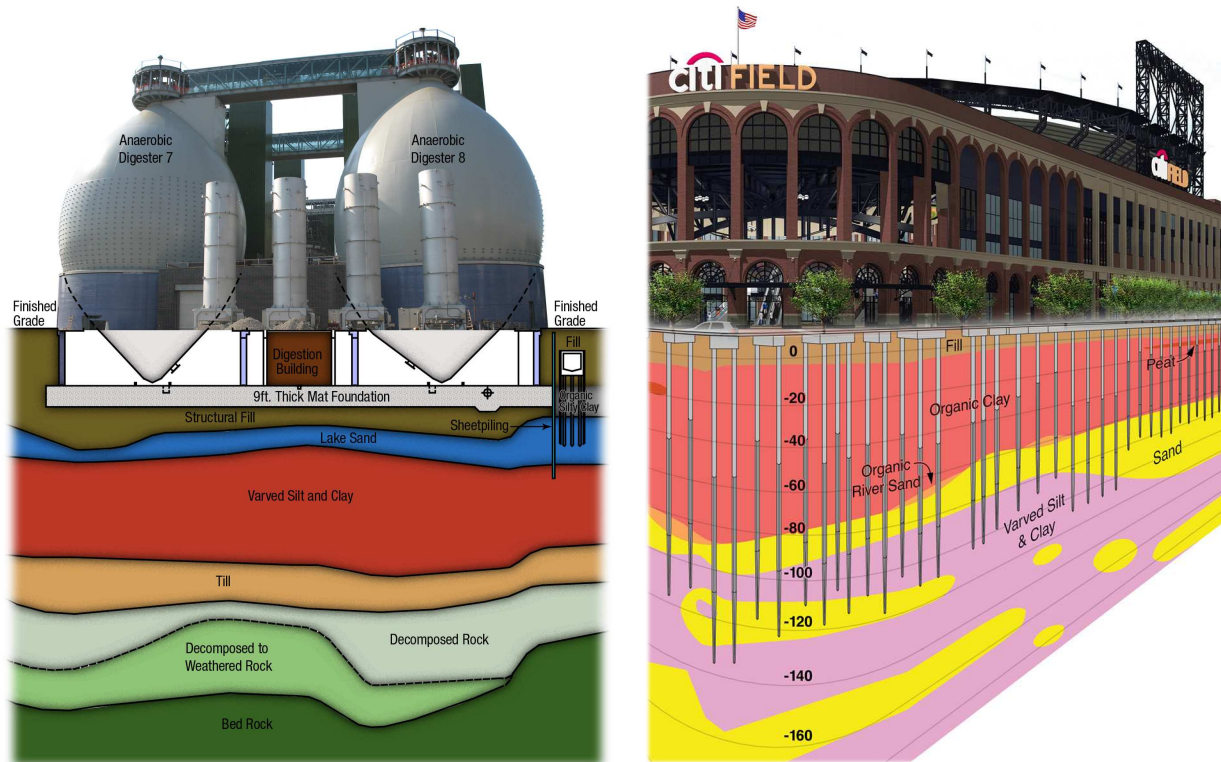 Anaerobic
Digester 7
Anaerobic
Digester 8
Finished
Grade
Finished
Grade
Fill
Digestion
Building
9ft. Thick Mat Foundation
Organic
Silty Clay
Structural Fill
Sheetpiling
Lake Sand
Varved Silt and Clay
Till
Decomposed Rock
Decomposed to
Weathered Rock
Bed Rock
citi FIELD
citi FIELD
0
Fill
Peat
-20
Organic Clay
-40
Sand
Organic
River Sand
-60
-80
Varved Silt
& Clay
-100
-120
-140
-160